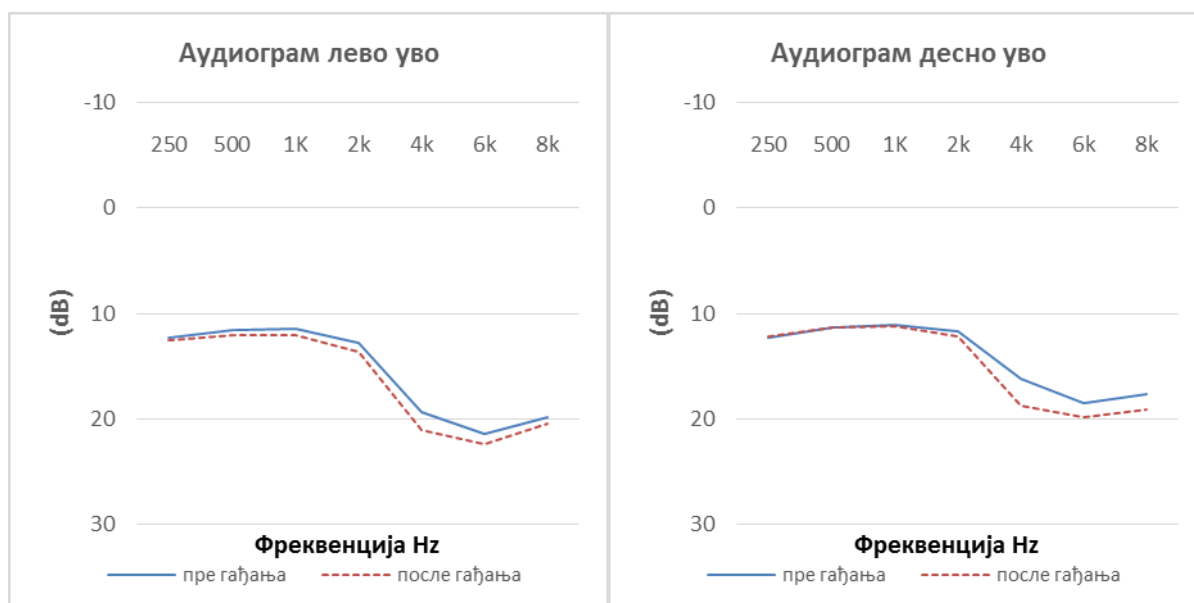 Аудиограм лево уво
-10
250 500 1K 2k 4k 6k 8k
0
10
20
30
(dB)
Фреквенција Hz
пре гађања после гађања
Аудиограм десно уво
-10
250 500 1K 2k 4k 6k 8k
0
10
20
30
(dB)
Фреквенција Hz
пре гађања после гађања